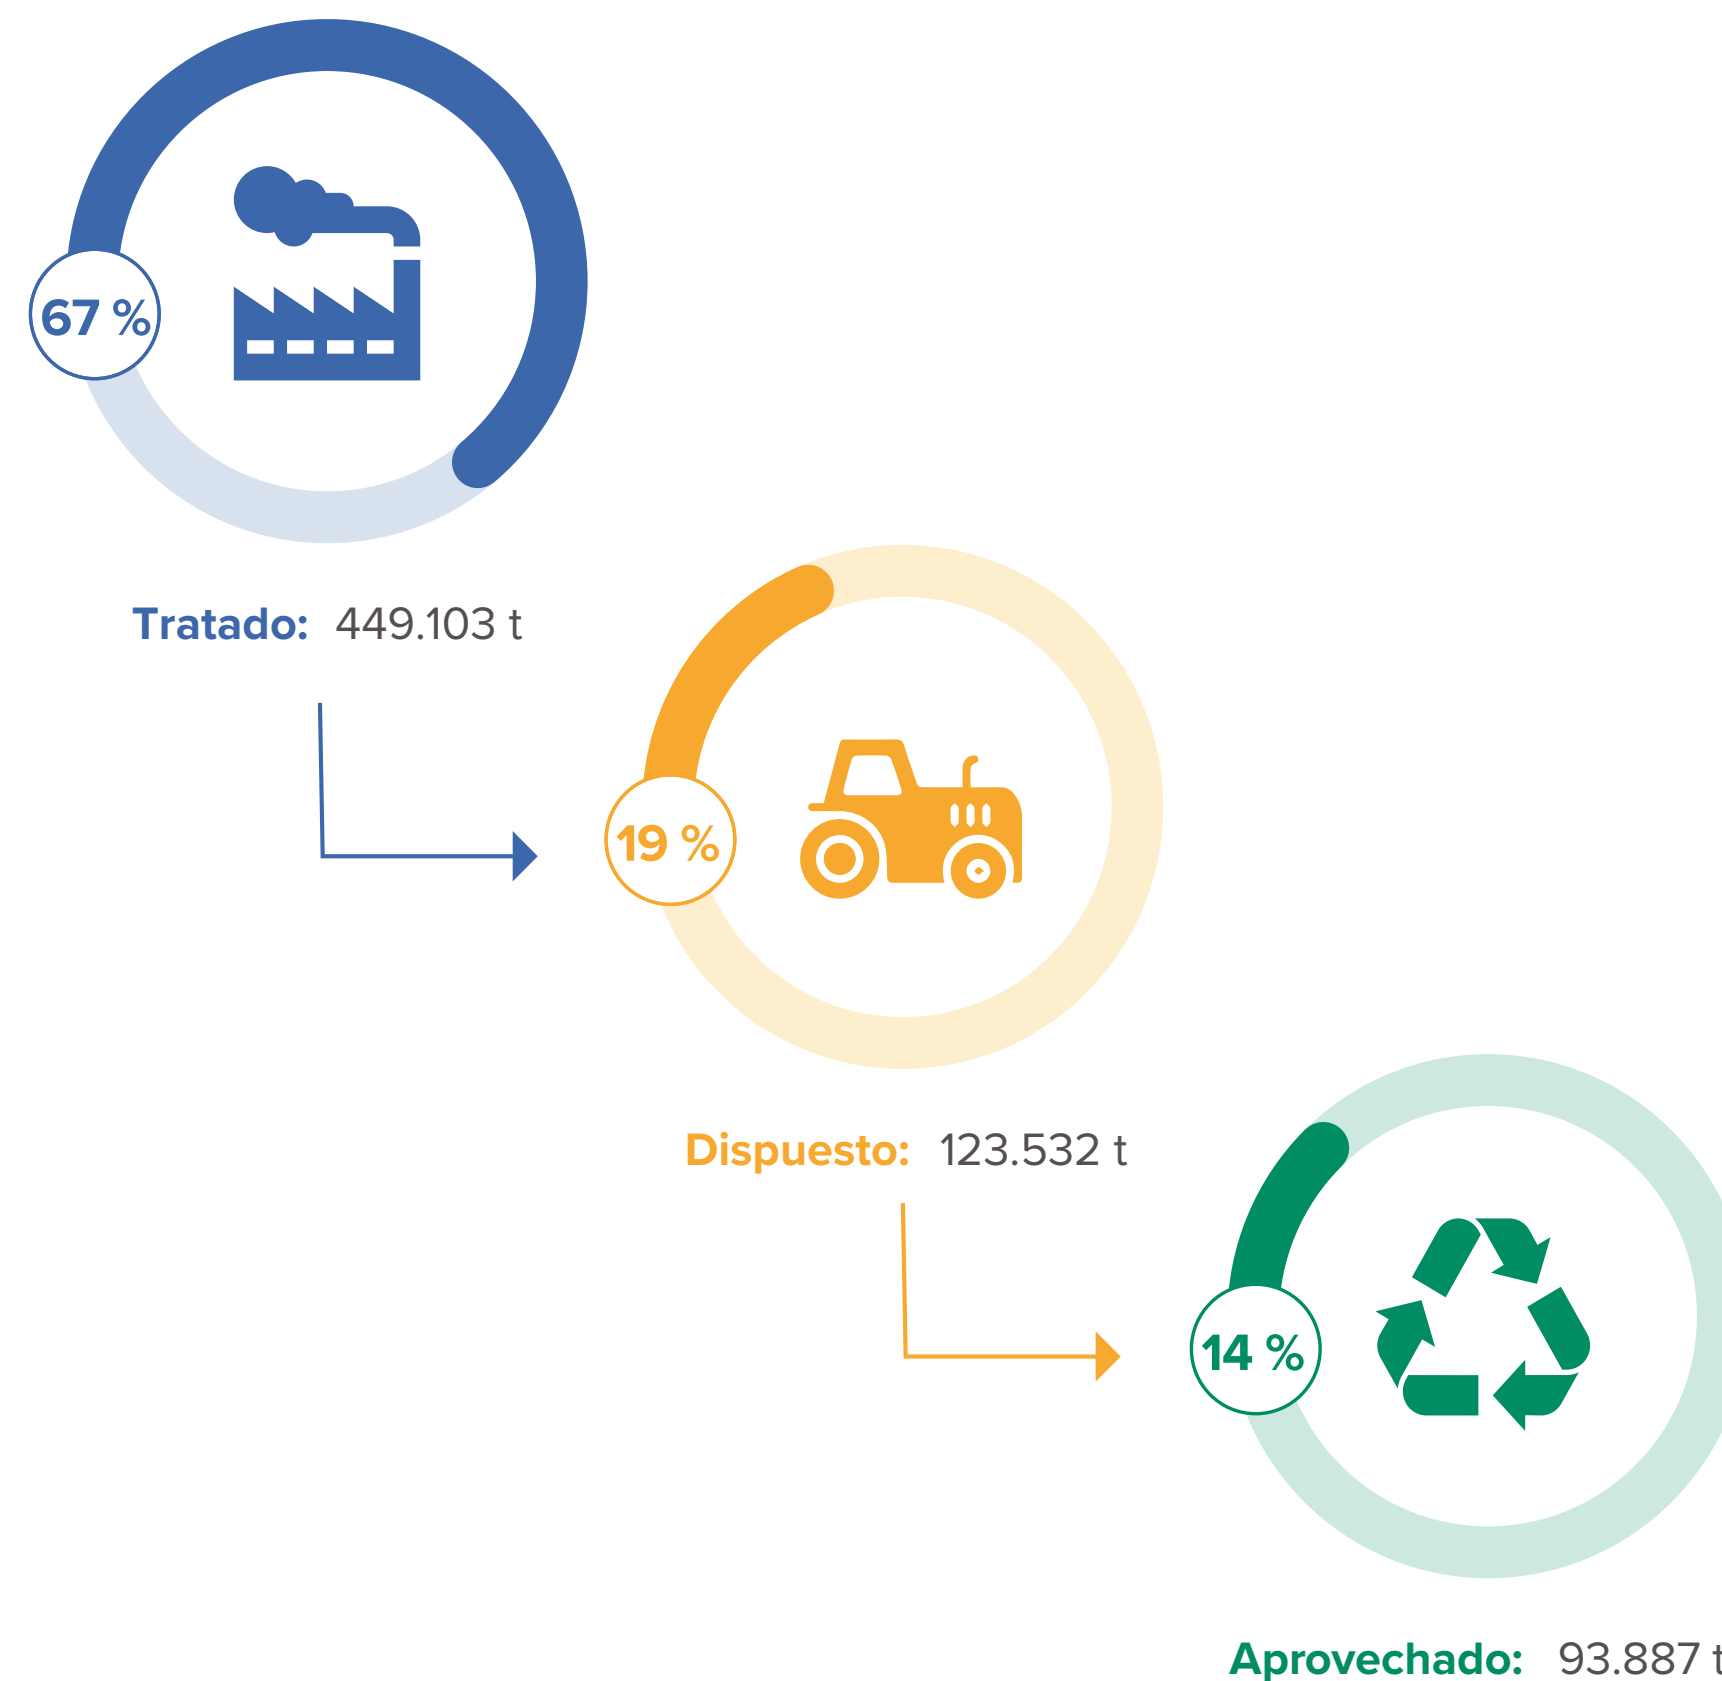 67 %
Tratado: 449.103 t
19 %
Dispuesto: 123.532 t
14 %
Aprovechado: 93.887 t